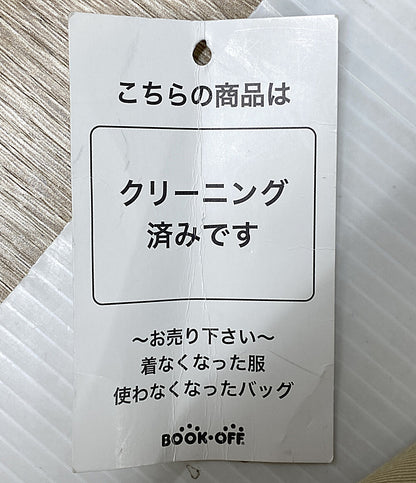 こちらの商品は
クリーニング
済みです
～お売り下さい～
着なくなった服
使わなくなったバッグ
BOOK・OFF